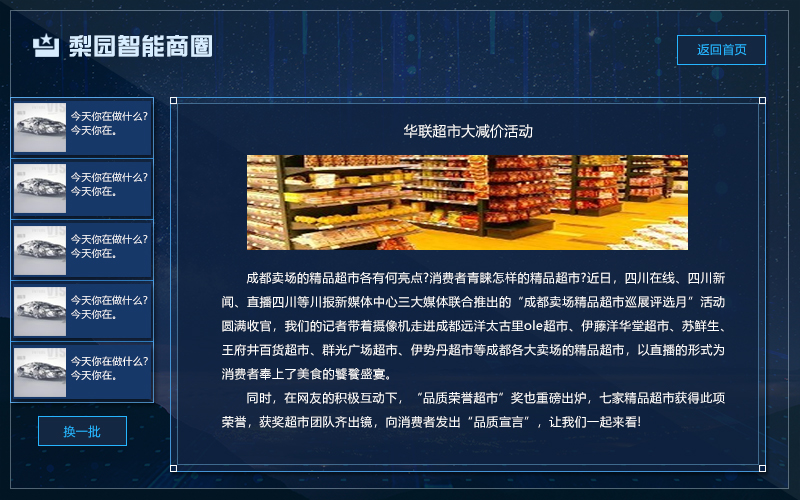 梨园智能商圈
返回首页
今天你在做什么?
今天你在。
今天你在做什么?
今天你在。
今天你在做什么?
今天你在。
今天你在做什么?
今天你在。
今天你在做什么?
今天你在。
换一批
华联超市大减价活动
成都卖场的精品超市各有何亮点?消费者青睐怎样的精品超市?近日，四川在线、四川新
闻、直播四川等川报新媒体中心三大媒体联合推出的“成都卖场精品超市巡展评选月”活动
圆满收官，我们的记者带着摄像机走进成都远洋太古里ole超市、伊藤洋华堂超市、苏鲜生、
王府井百货超市、群光广场超市、伊势丹超市等成都各大卖场的精品超市，以直播的形式为
消费者奉上了美食的饕餮盛宴。
同时，在网友的积极互动下，“品质荣誉超市”奖也重磅出炉，七家精品超市获得此项
荣誉，获奖超市团队齐出镜，向消费者发出“品质宣言”，让我们一起来看!